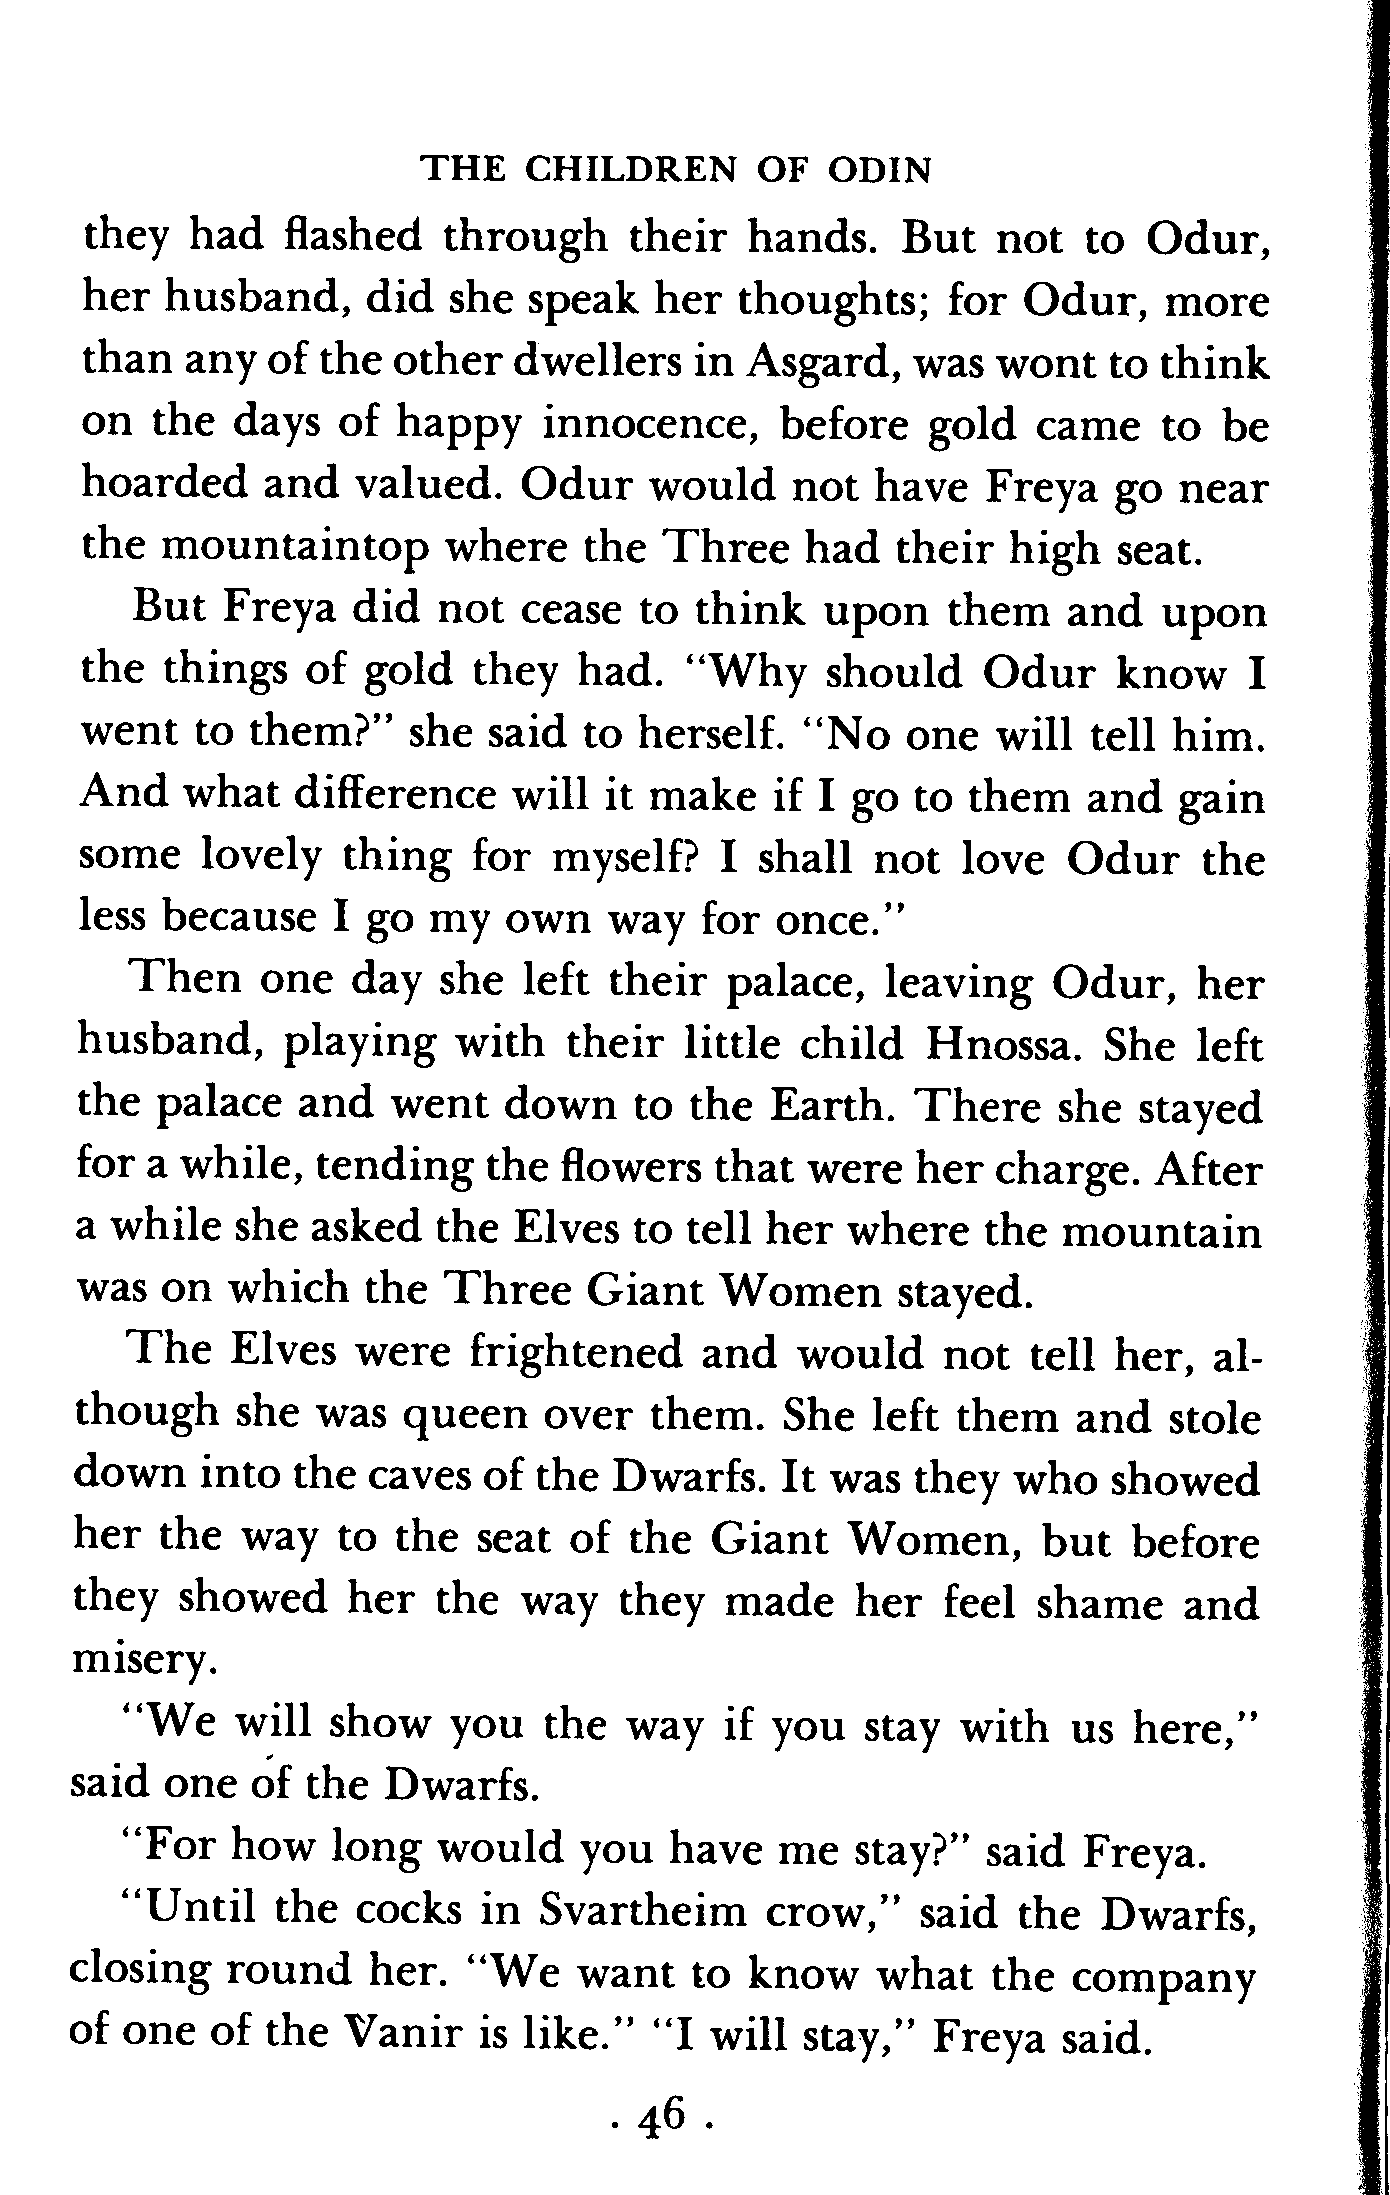 THE CHILDREN OF ODIN
they had flashed through their hands. But not to Odur,
her husband, did she speak her thoughts; for Odur, more
than any of the other dwellers in Asgard, was wont to think
on the days of happy innocence, before gold came to be
hoarded and valued. Odur would not have Freya go near
the mountaintop where the Three had their high seat.
But Freya did not cease to think upon them and upon
the things of gold they had. "Why should Odur know I
went to them?" she said to herself. "No one will tell him.
And what difference will it make if I go to them and gain
some lovely thing for myself? I shall not love Odur the
less because I go my own way for once."
Then one day she left their palace, leaving Odur, her
husband, playing with their little child Hnossa. She left
the palace and went down to the Earth. There she stayed
for a while, tending the flowers that were her charge. After
a while she asked the Elves to tell her where the mountain
was on which the Three Giant Women stayed.
The Elves were frightened and would not tell her, al-
though she was queen over them. She left them and stole
down into the caves of the Dwarfs. It was they who showed
her the way to the seat of the Giant Women, but before
they showed her the way they made her feel shame and
misery.
"We will show you the way if you stay with us here,"
said one of the Dwarfs.
"For how long would you have me stay?" said Freya.
"Until the cocks in Svartheim crow," said the Dwarfs,
closing round her. "We want to know what the company
of one of the Vanir is like." "I will stay," Freya said.
· 46 ·